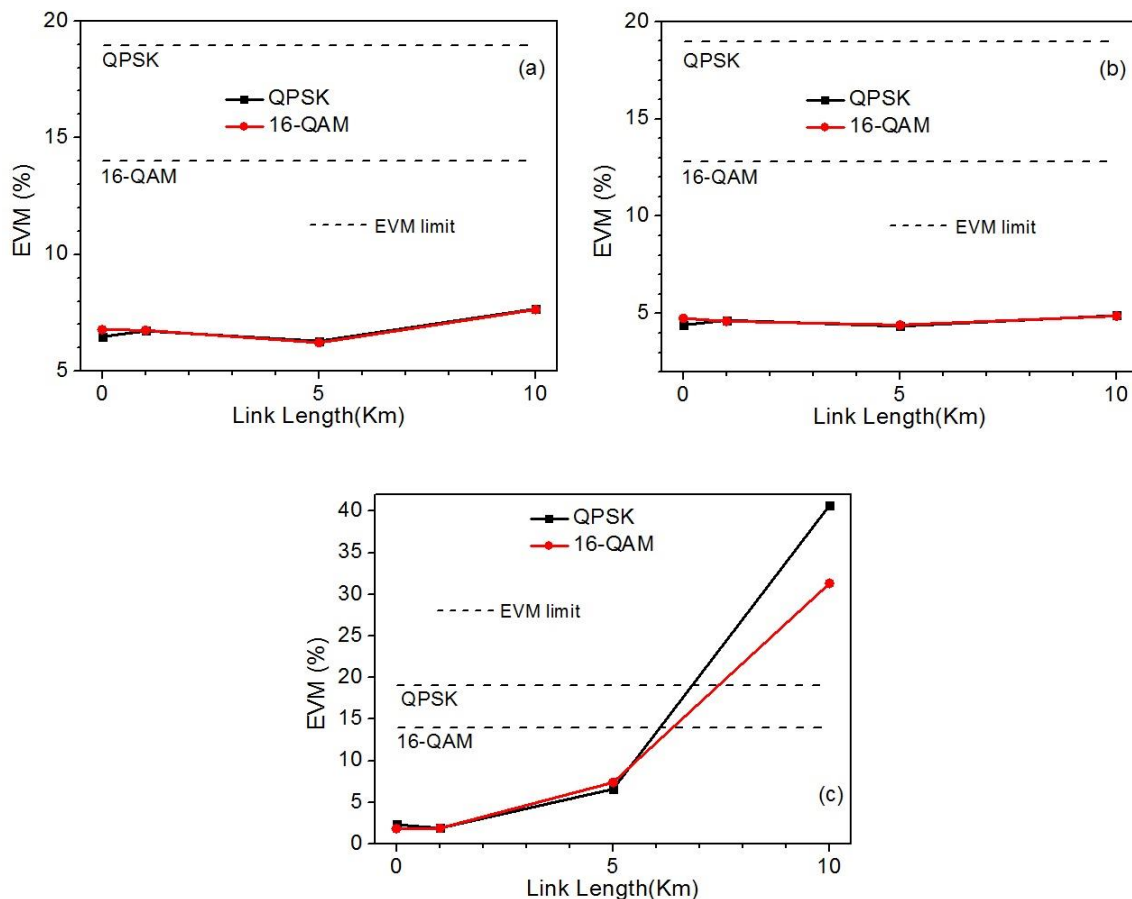 20
QPSK
(a)
QPSK
16-QAM
15
16-QAM
EVM (%)
EVM limit
10
5
0
5
10
Link Length(Km)
20
QPSK
(b)
QPSK
16-QAM
15
16-QAM
EVM (%)
10
EVM limit
5
0
5
10
Link Length(Km)
40
QPSK
16-QAM
35
30
EVM limit
25
EVM (%)
20
QPSK
15
16-QAM
10
5
(c)
0
0
5
10
Link Length(Km)